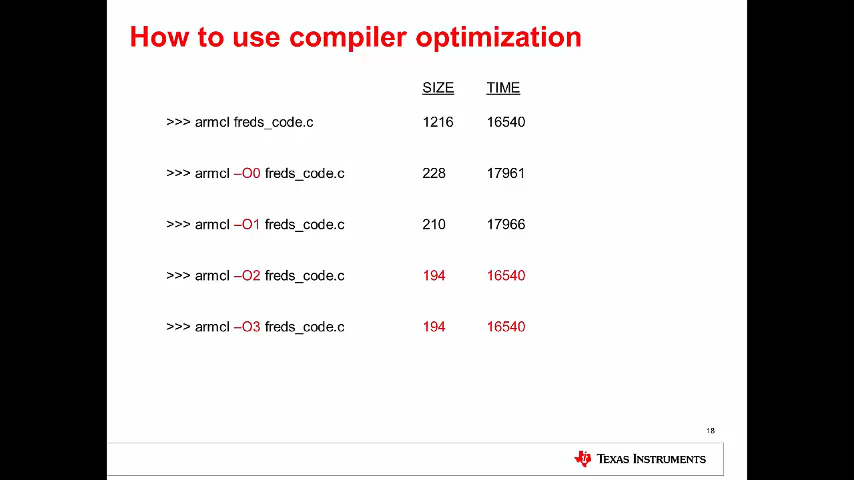 How to use compiler optimization
SIZE TIME
>>> armcl freds_code.c 1216 16540
>>> armcl –O0 freds_code.c 228 17961
>>> armcl –O1 freds_code.c 210 17966
>>> armcl –O2 freds_code.c 194 16540
>>> armcl –O3 freds_code.c 194 16540
18
TEXAS INSTRUMENTS